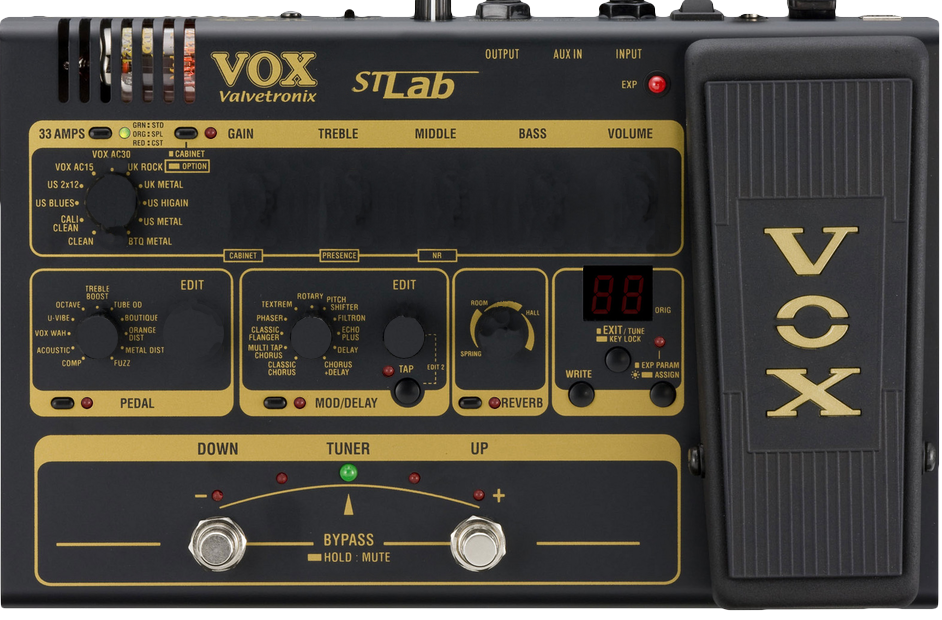 OUTPUT AUX IN INPUT
VOX
Valvetronix
STLab
EXP
33 AMPS
GRN : STD
ORG : SPL
RED : CST
GAIN TREBLE MIDDLE BASS VOLUME
CABINET
OPTION
VOX AC30
VOX AC15
UK ROCK
US 2x12
UK METAL
US BLUES
US HIGAIN
CALI
CLEAN
US METAL
CLEAN
BTQ METAL
CABINET PRESENCE NR
TREBLE
BOOST
OCTAVE
TUBE OD
U-VIBE
BOUTIQUE
VOX WAH
ORANGE
DIST
ACOUSTIC
METAL DIST
COMP
FUZZ
EDIT
PEDAL
ROTARY
TEXTREM
PITCH
SHIFTER
PHASER
FILTRON
CLASSIC
FLANGER
ECHO
PLUS
MULTI TAP
CHORUS
DELAY
CLASSIC
CHORUS
CHORUS
+DELAY
EDIT
EDIT 2
TAP
MOD/DELAY
ROOM
HALL
SPRING
REVERB
88
ORIG
EXIT / TUNE
KEY LOCK
WRITE
EXP PARAM
ASSIGN
VOX
DOWN TUNER UP
− +
BYPASS
HOLD : MUTE